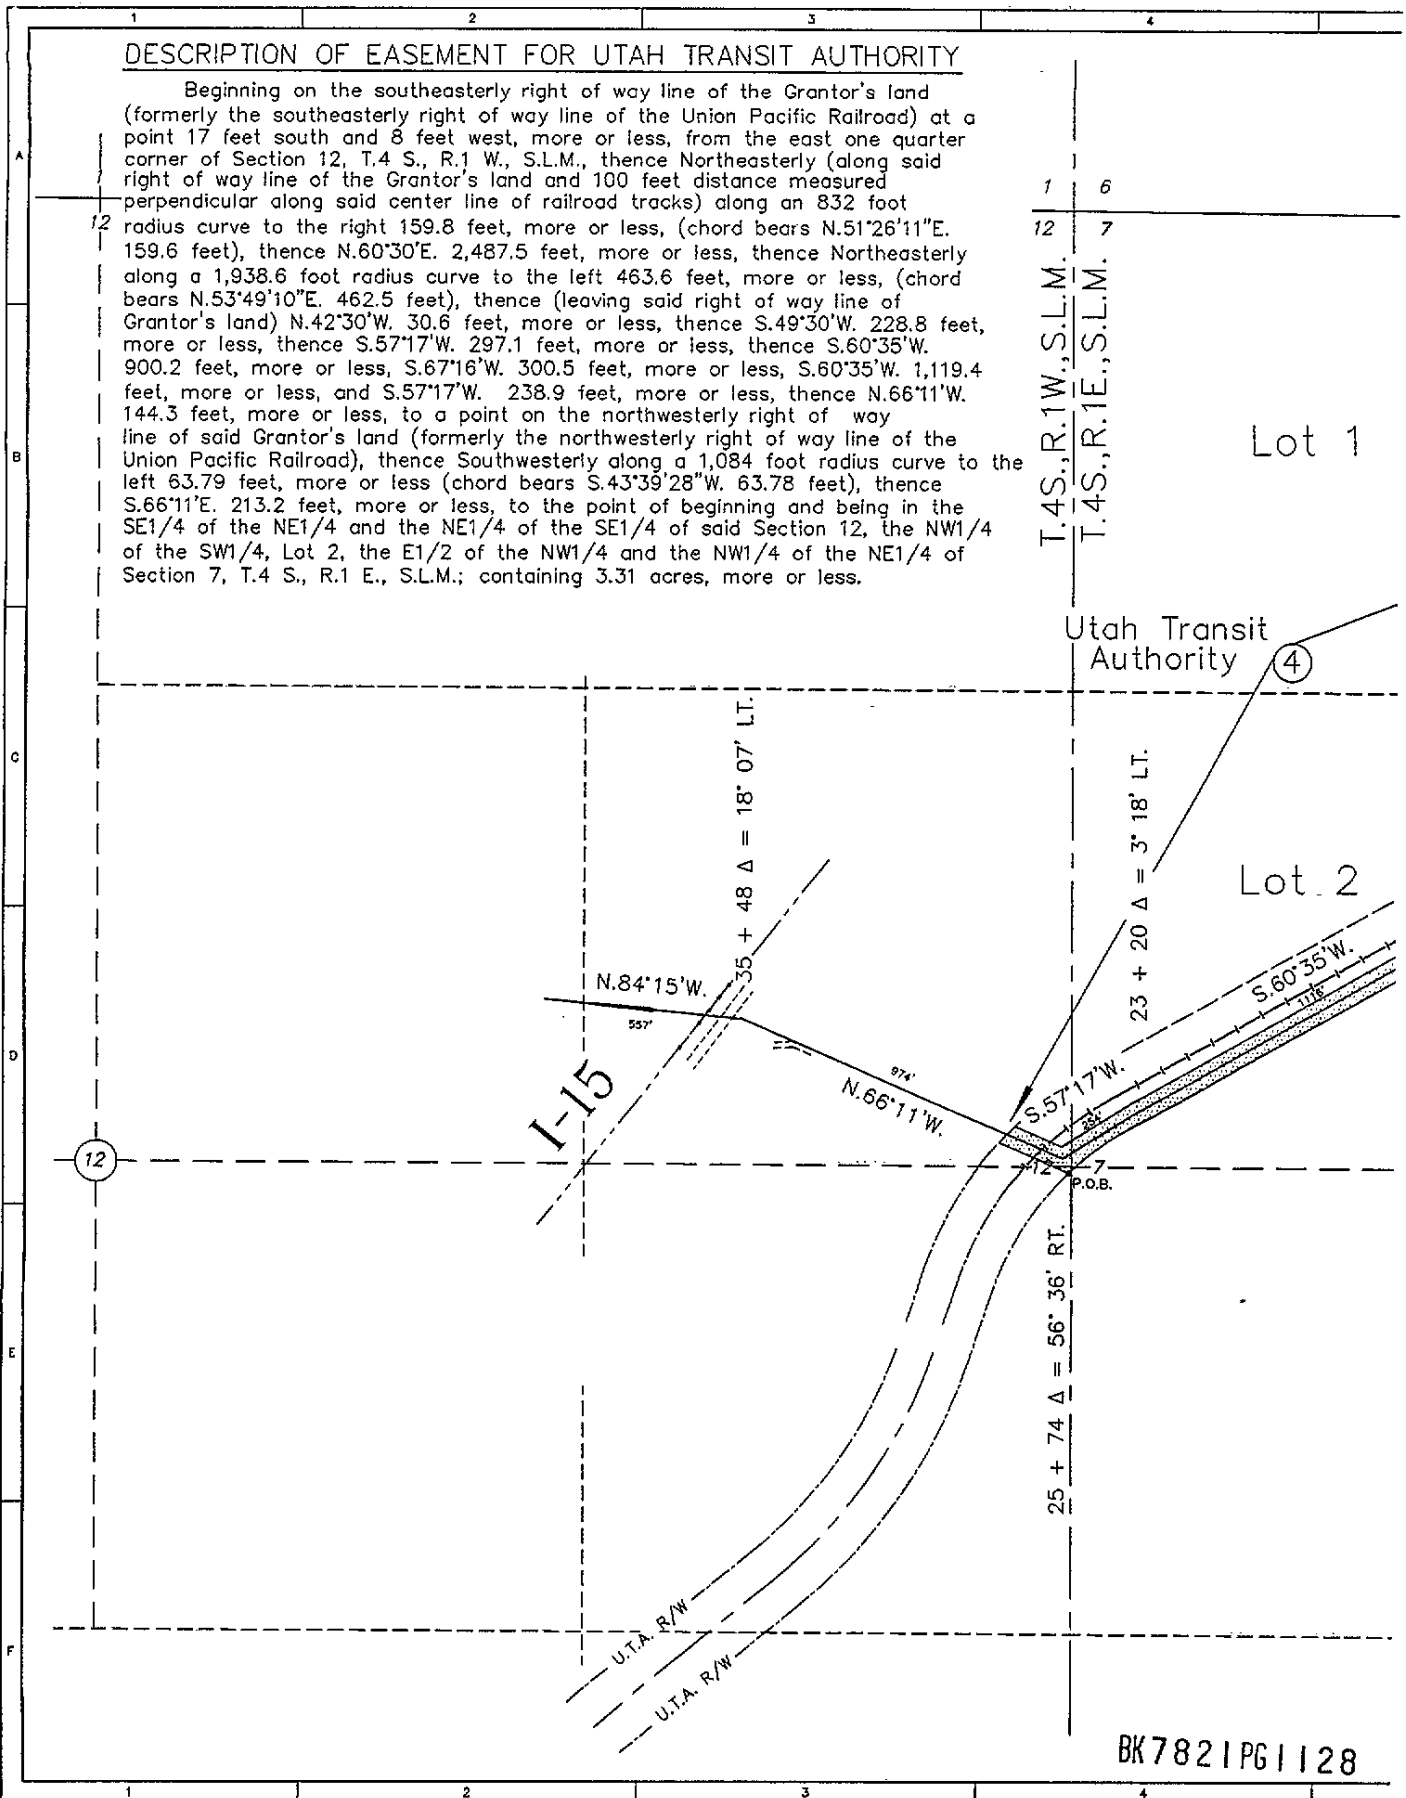 1 2 3 4
DESCRIPTION OF EASEMENT FOR UTAH TRANSIT AUTHORITY
Beginning on the southeasterly right of way line of the Grantor's land
(formerly the southeasterly right of way line of the Union Pacific Railroad) at a
point 17 feet south and 8 feet west, more or less, from the east one quarter
corner of Section 12, T.4 S., R.1 W., S.L.M., thence Northeasterly (along said
right of way line of the Grantor's land and 100 feet distance measured
perpendicular along said center line of railroad tracks) along an 832 foot
radius curve to the right 159.8 feet, more or less, (chord bears N.51°26'11"E.
159.6 feet), thence N.60°30'E. 2,487.5 feet, more or less, thence Northeasterly
along a 1,938.6 foot radius curve to the left 463.6 feet, more or less, (chord
bears N.53°49'10"E. 462.5 feet), thence (leaving said right of way line of
Grantor's land) N.42°30'W. 30.6 feet, more or less, thence S.49°30'W. 228.8 feet,
more or less, thence S.57°17'W. 297.1 feet, more or less, thence S.60°35'W.
900.2 feet, more or less, S.67°16'W. 300.5 feet, more or less, S.60°35'W. 1,119.4
feet, more or less, and S.57°17'W. 238.9 feet, more or less, thence N.66°11'W.
144.3 feet, more or less, to a point on the northwesterly right of way
line of said Grantor's land (formerly the northwesterly right of way line of the
Union Pacific Railroad), thence Southwesterly along a 1,084 foot radius curve to the
left 63.79 feet, more or less (chord bears S.43°39'28"W. 63.78 feet), thence
S.66°11'E. 213.2 feet, more or less, to the point of beginning and being in the
SE1/4 of the NE1/4 and the NE1/4 of the SE1/4 of said Section 12, the NW1/4
of the SW1/4, Lot 2, the E1/2 of the NW1/4 and the NW1/4 of the NE1/4 of
Section 7, T.4 S., R.1 E., S.L.M.; containing 3.31 acres, more or less.
A
B
C
D
E
F
1
12
1 6
12 7
T.4S.,R.1W.,S.L.M.
T.4S.,R.1E.,S.L.M.
Lot 1
Utah Transit
Authority 4
35 + 48 Δ = 18° 07' LT.
23 + 20 Δ = 3° 18' LT.
Lot 2
N.84°15'W.
557'
I-15
974'
N.66°11'W.
S.60°35'W.
1116'
S.57°17'W.
254'
12
12 7
P.O.B.
25 + 74 Δ = 56° 36' RT.
U.T.A. R/W
U.T.A. R/W
BK7821PG1128
1 2 3 4